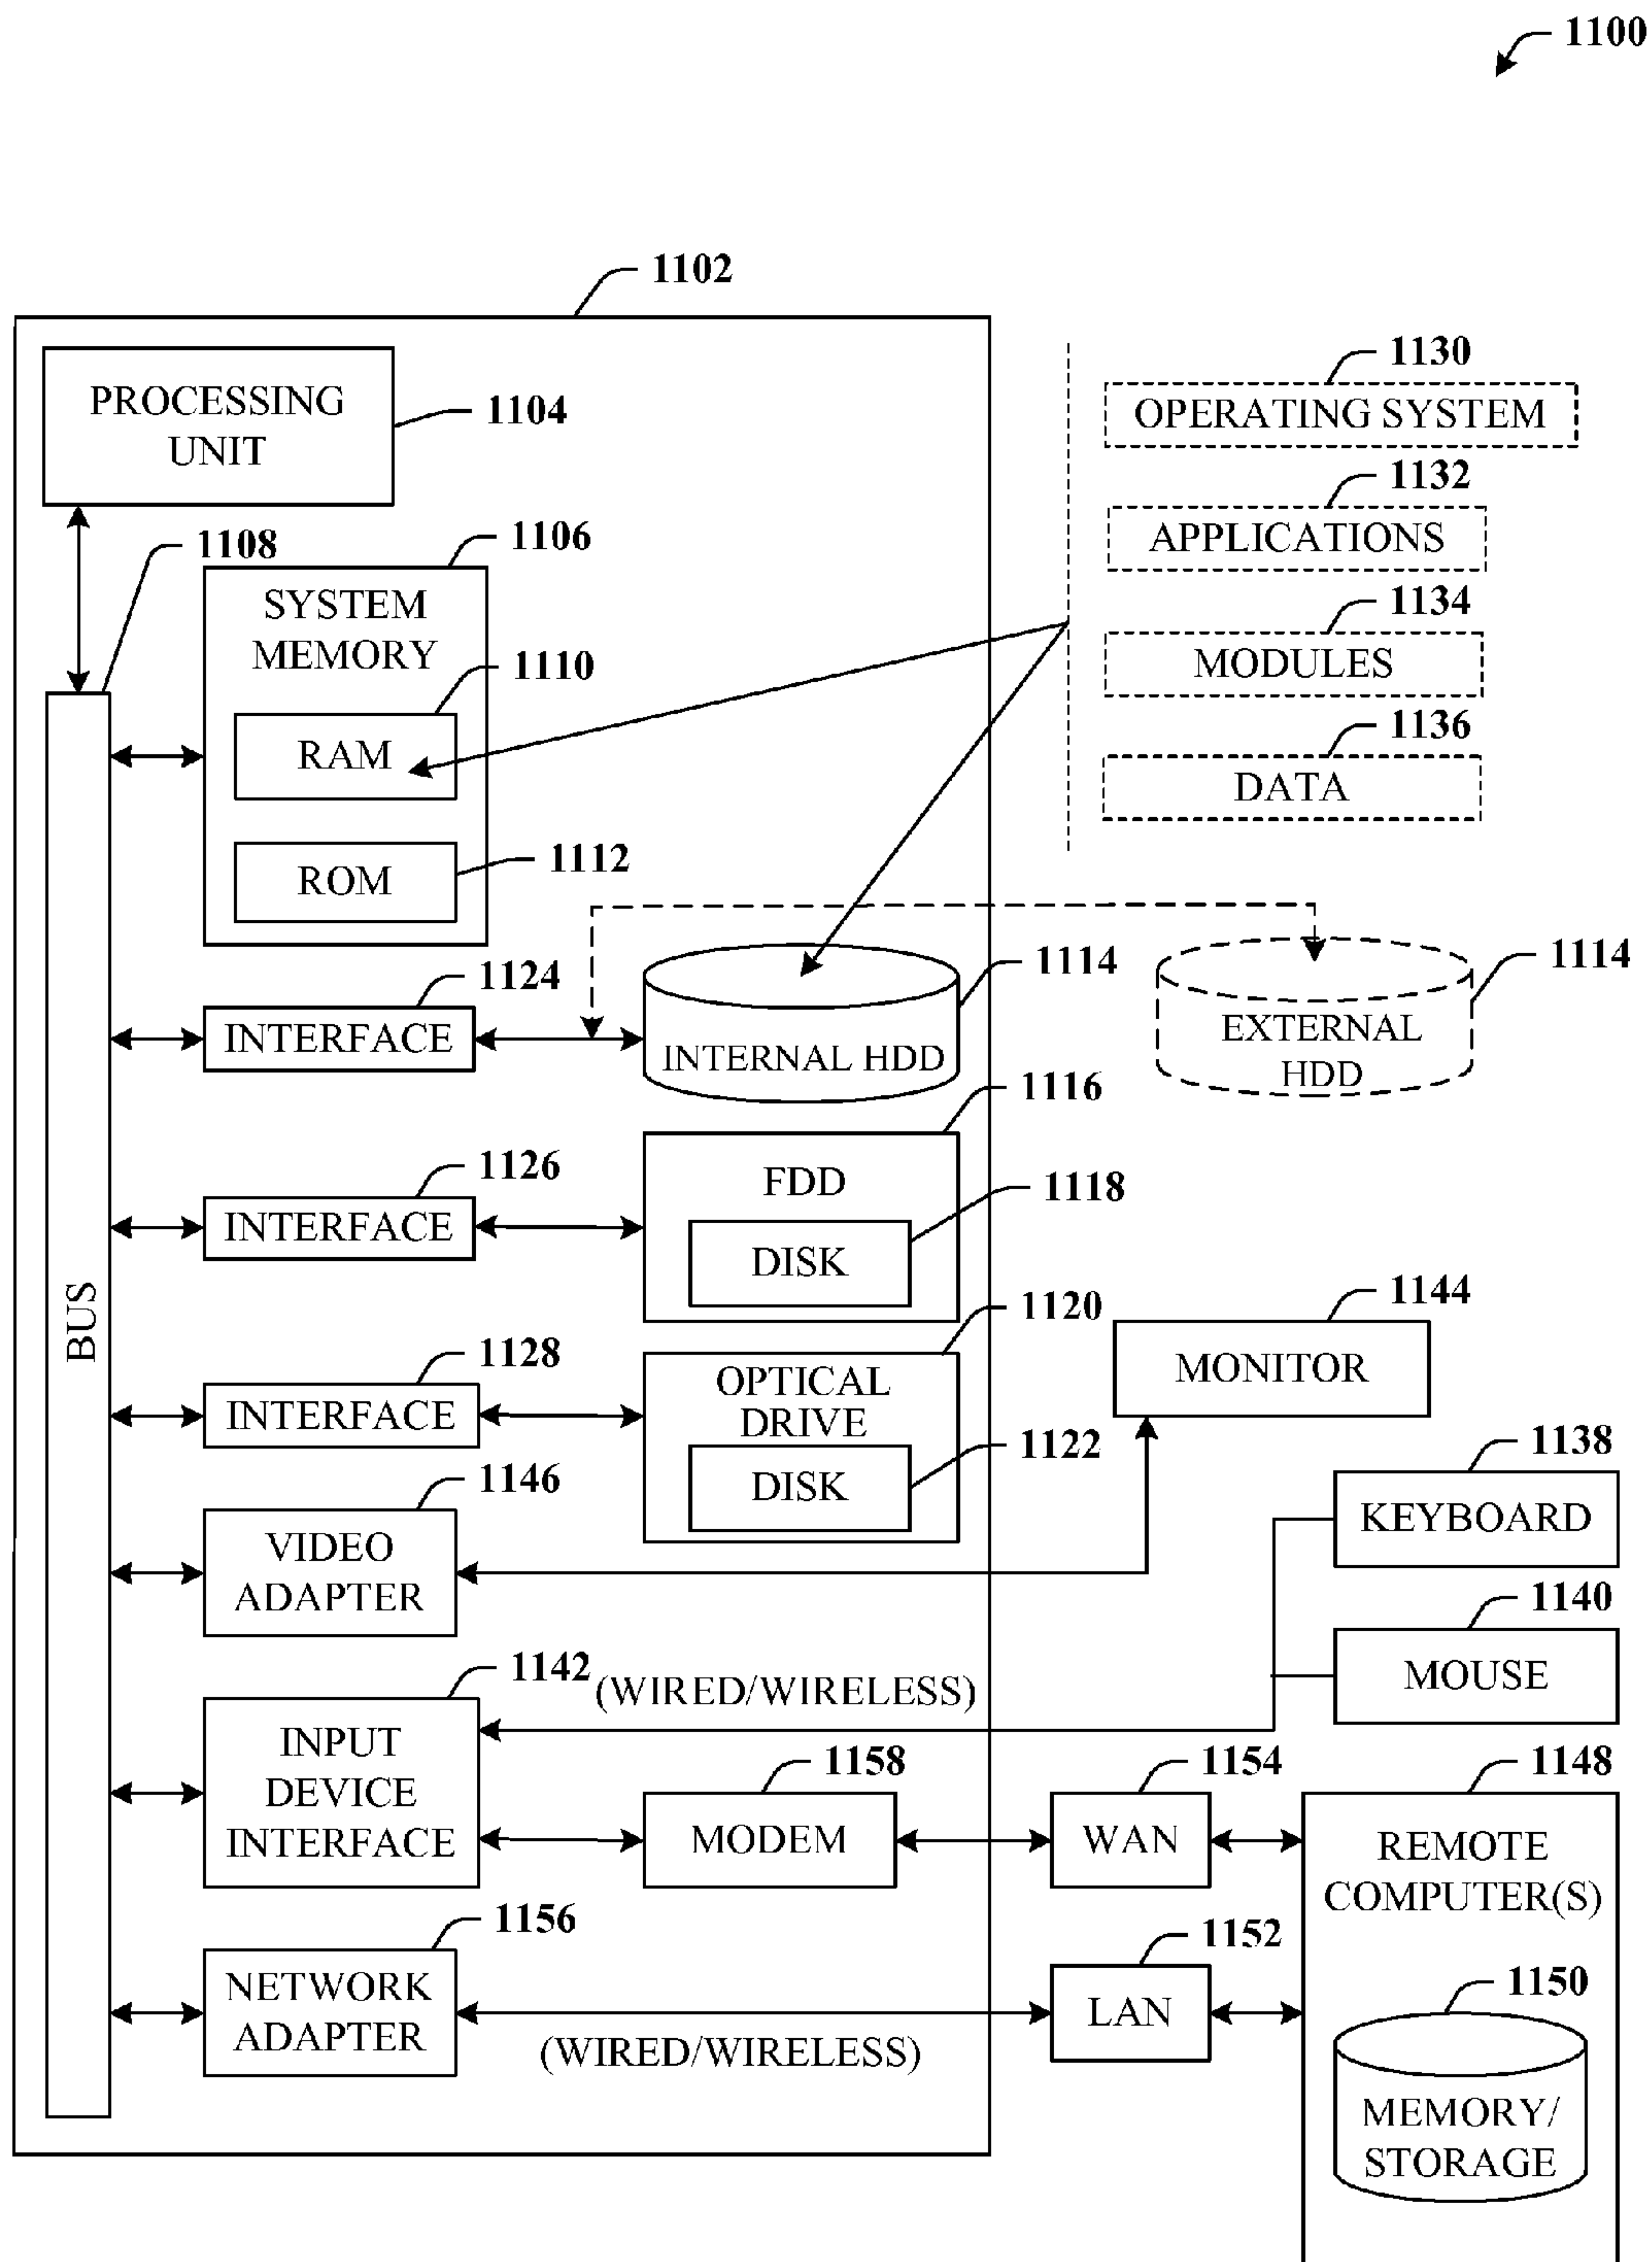 1100
1102
PROCESSING
UNIT
1104
1130
OPERATING SYSTEM
1132
APPLICATIONS
1134
MODULES
1136
DATA
1108
1106
SYSTEM
MEMORY
1110
RAM
1112
ROM
1124
INTERFACE
1114
INTERNAL HDD
1114
EXTERNAL
HDD
1116
FDD
1126
INTERFACE
1118
DISK
BUS
1120
OPTICAL
DRIVE
1128
INTERFACE
1122
DISK
1144
MONITOR
1146
VIDEO
ADAPTER
1138
KEYBOARD
1140
MOUSE
1142
(WIRED/WIRELESS)
INPUT
DEVICE
INTERFACE
1158
MODEM
1154
WAN
1148
REMOTE
COMPUTER(S)
1156
NETWORK
ADAPTER
(WIRED/WIRELESS)
1152
LAN
1150
MEMORY/
STORAGE